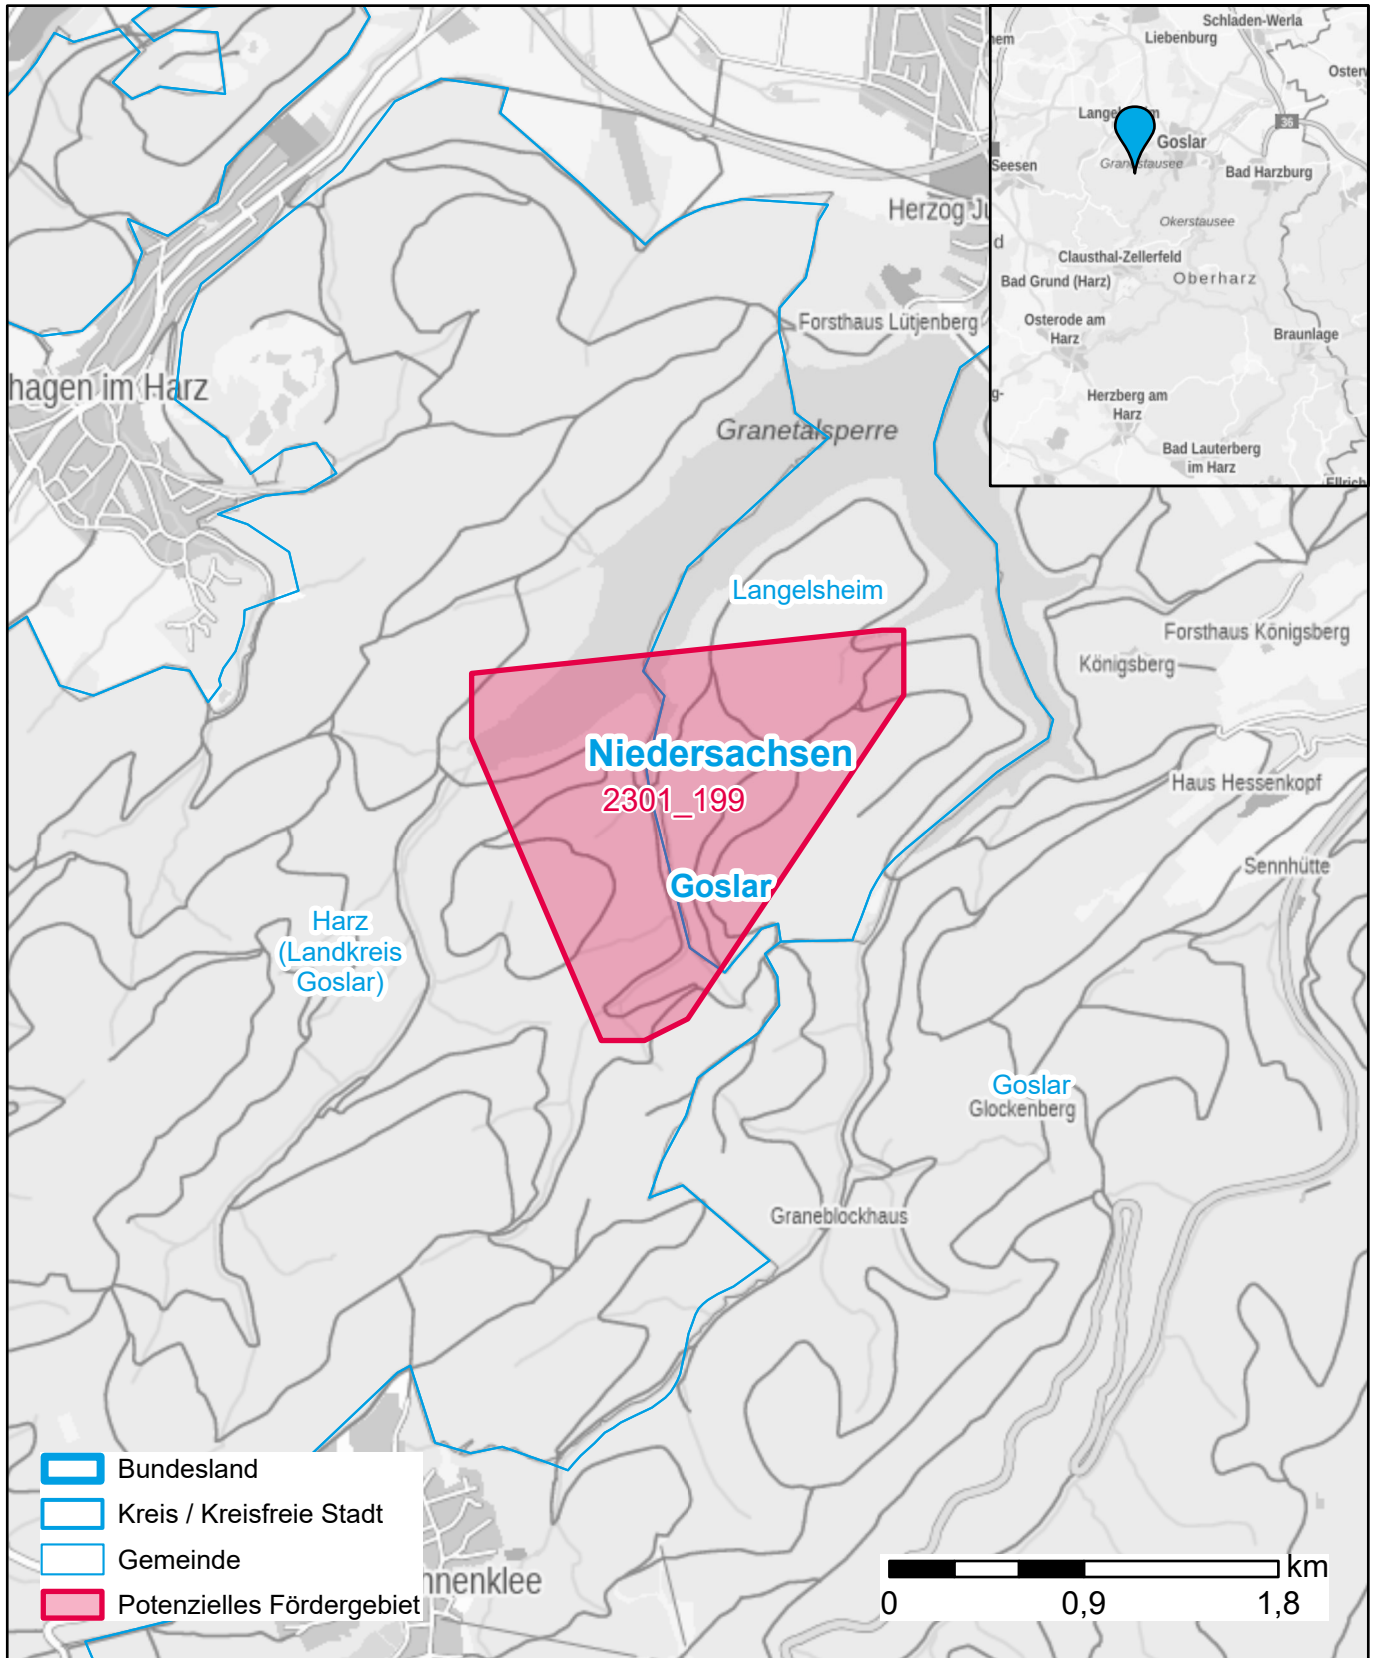 Schladen-Werla
Liebenburg
Goslar
36
Seesen
Bad Harzburg
Okerstausee
d
Clausthal-Zellerfeld
Bad Grund (Harz)
Oberharz
Osterode am
Harz
Braunlage
g-
Herzberg am
Harz
Bad Lauterberg
im Harz
Ellrich
Herzog Ju
Forsthaus Lütjenberg
hagen im Harz
Granetalsperre
Langelsheim
Forsthaus Königsberg
Königsberg
Niedersachsen
2301_199
Haus Hessenkopf
Sennhütte
Goslar
Harz
(Landkreis
Goslar)
Goslar
Glockenberg
Graneblockhaus
Bundesland
Kreis / Kreisfreie Stadt
Gemeinde
Potenzielles Fördergebiet
nnenklee
km
0
0,9
1,8